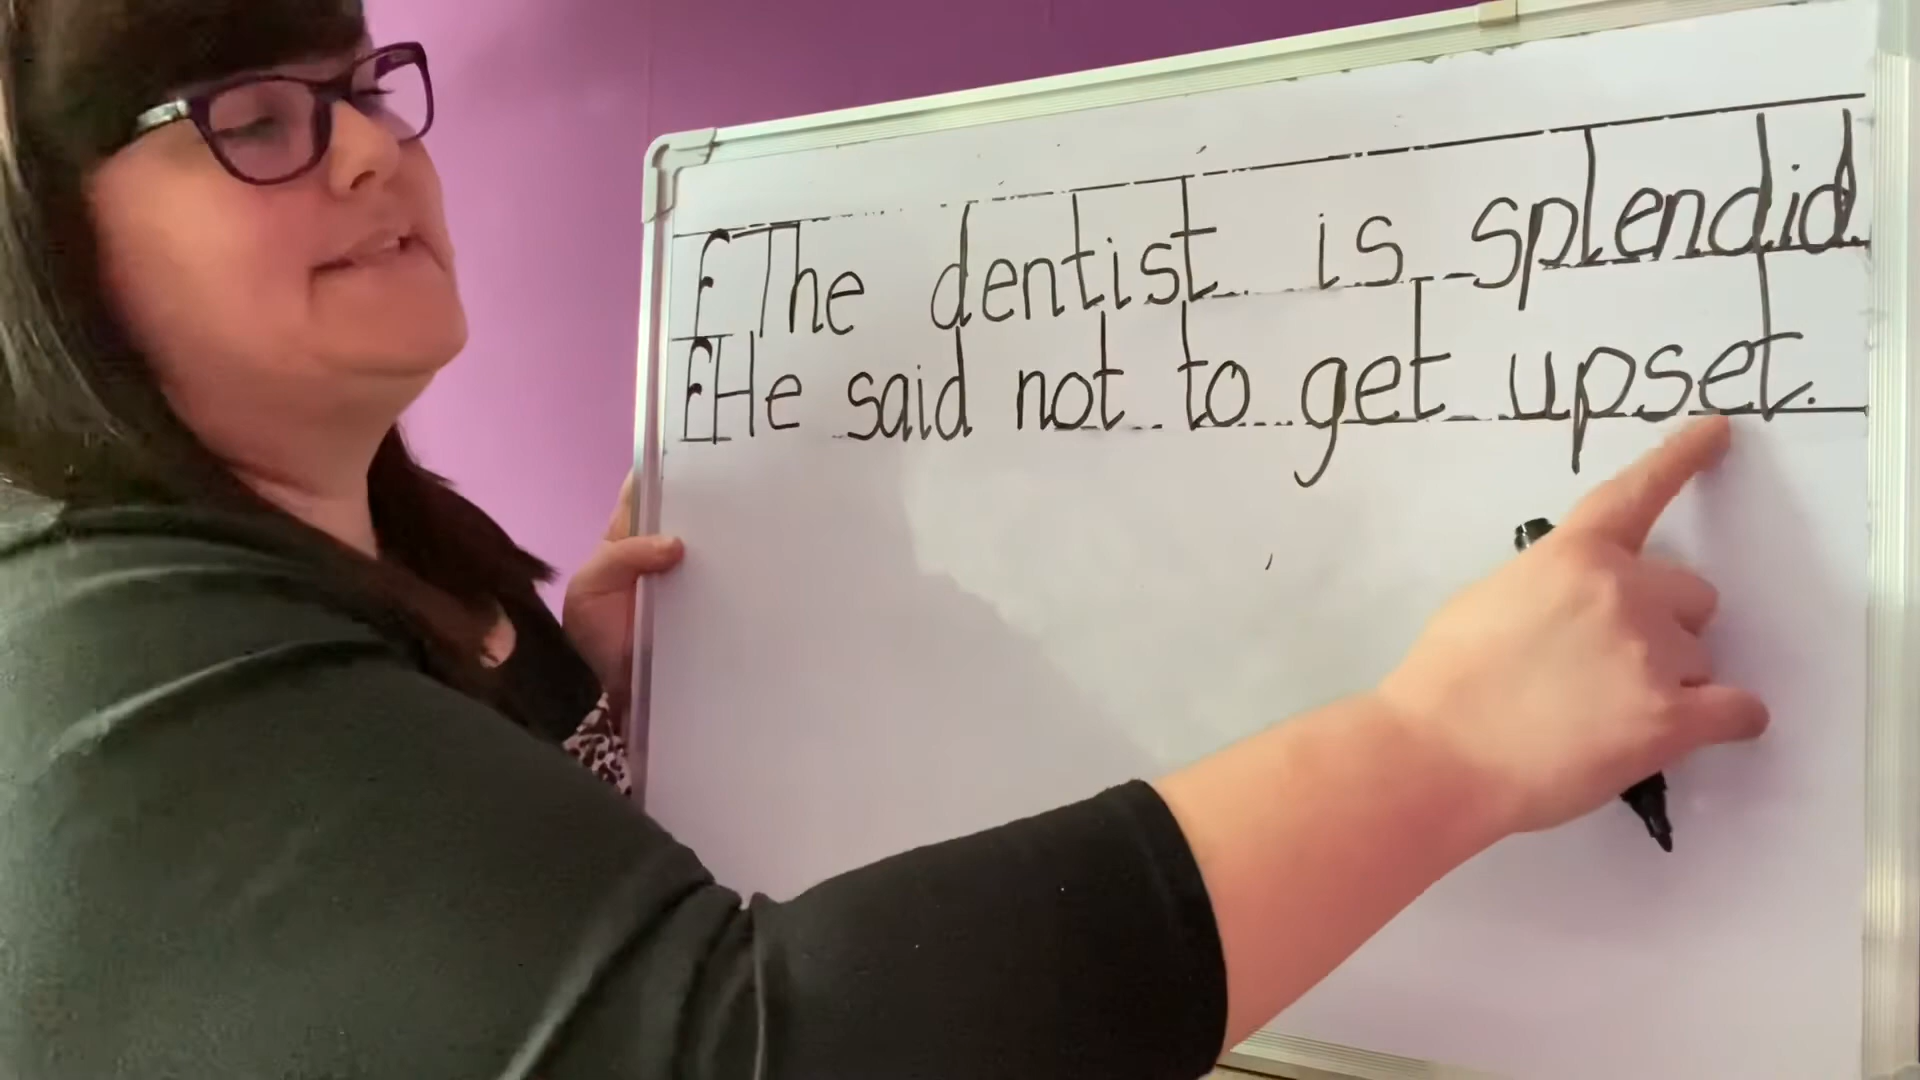 F The dentist is splendid.
F He said not to get upset.